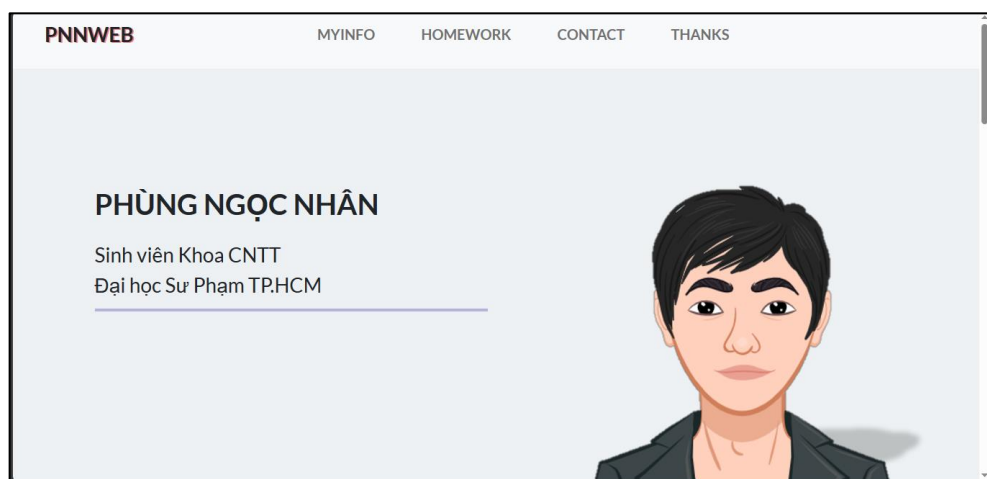 PNNWEB MYINFO HOMEWORK CONTACT THANKS
PHÙNG NGỌC NHÂN
Sinh viên Khoa CNTT
Đại học Sư Phạm TP.HCM